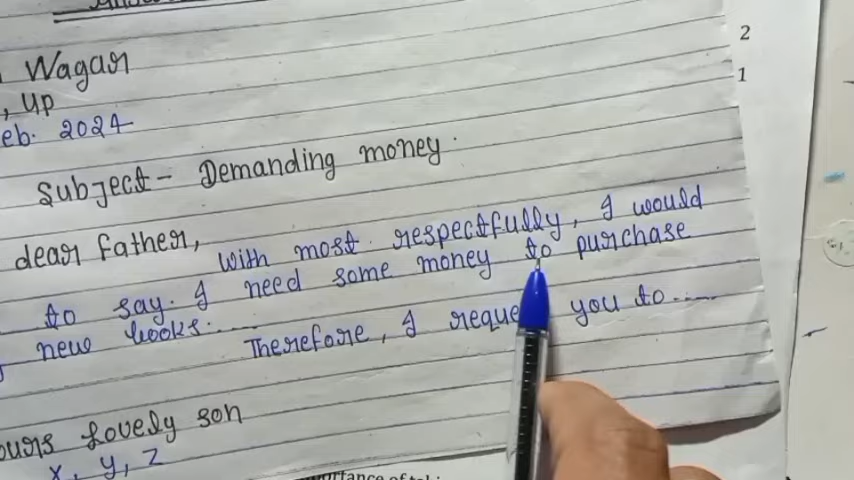 Wagar
2
, Up
1
eb. 2024
Subject - Demanding money.
dear father,
With most respectfully, I would
to say. I need some money to purchase
new books.....
Therefore, I reque you to.....
ours Lovely son
x, y, z